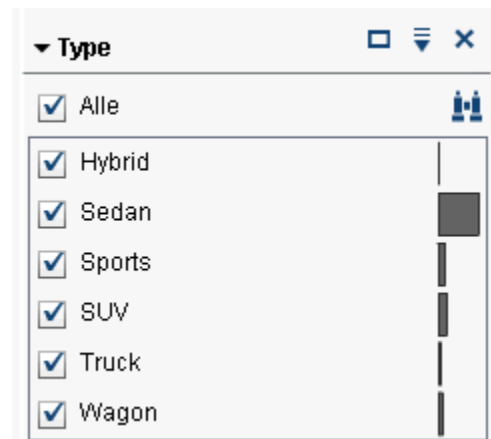 Type
Alle
Hybrid
Sedan
Sports
SUV
Truck
Wagon